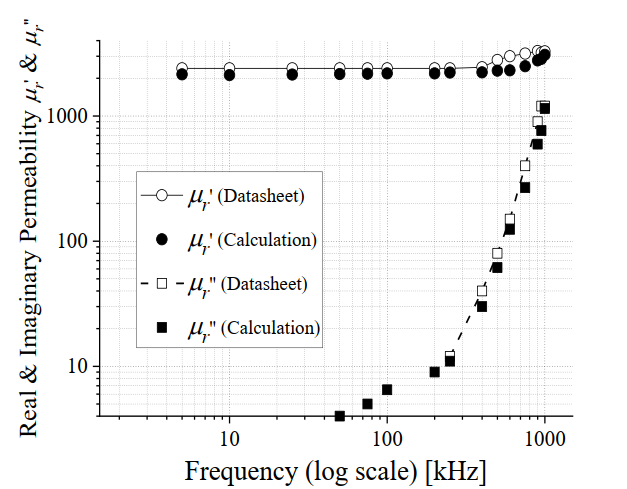 Real & Imaginary Permeability μr' & μr"
1000
100
10
μr' (Datasheet)
μr' (Calculation)
μr" (Datasheet)
μr" (Calculation)
10 100 1000
Frequency (log scale) [kHz]